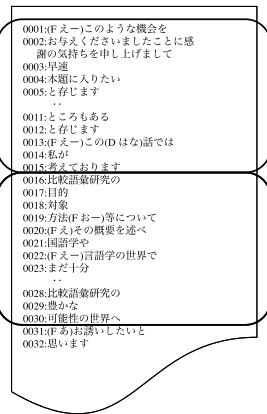 0001:(F えー)このような機会を
0002:お与えくださいましたことに感
謝の気持ちを申し上げまして
0003:早速
0004:本題に入りたい
0005:と存じます
‥
0011:ところもある
0012:と存じます
0013:(F えー)この(D はな)話では
0014:私が
0015:考えております
0016:比較語彙研究の
0017:目的
0018:対象
0019:方法(F おー)等について
0020:(F え)その概要を述べ
0021:国語学や
0022:(F えー)言語学の世界で
0023:まだ十分
‥
0028:比較語彙研究の
0029:豊かな
0030:可能性の世界へ
0031:(F あ)お誘いしたいと
0032:思います